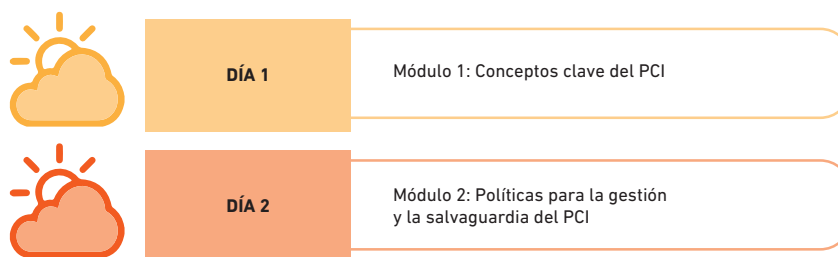 DÍA 1
Módulo 1: Conceptos clave del PCI
DÍA 2
Módulo 2: Políticas para la gestión
y la salvaguardia del PCI